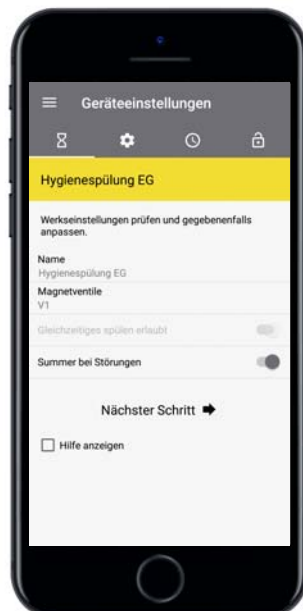 Geräteeinstellungen
Hygienespülung EG
Werkseinstellungen prüfen und gegebenenfalls
anpassen.
Name
Hygienespülung EG
Magnetventile
V1
Gleichzeitiges spülen erlaubt
Summer bei Störungen
Nächster Schritt
Hilfe anzeigen